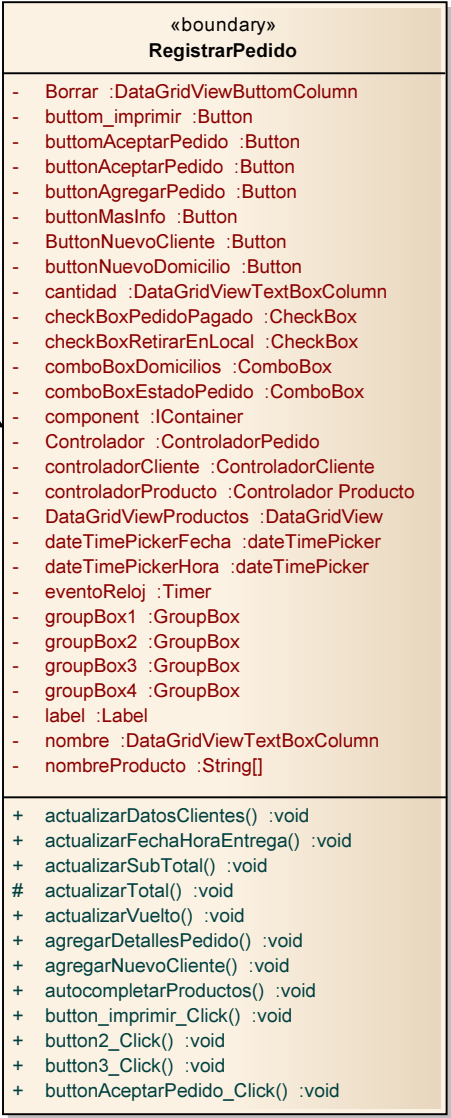 «boundary»
RegistrarPedido
- Borrar :DataGridViewButtomColumn
- buttom_imprimir :Button
- buttomAceptarPedido :Button
- buttonAceptarPedido :Button
- buttonAgregarPedido :Button
- buttonMasInfo :Button
- ButtonNuevoCliente :Button
- buttonNuevoDomicilio :Button
- cantidad :DataGridViewTextBoxColumn
- checkBoxPedidoPagado :CheckBox
- checkBoxRetirarEnLocal :CheckBox
- comboBoxDomicilios :ComboBox
- comboBoxEstadoPedido :ComboBox
- component :IContainer
- Controlador :ControladorPedido
- controladorCliente :ControladorCliente
- controladorProducto :Controlador Producto
- DataGridViewProductos :DataGridView
- dateTimePickerFecha :dateTimePicker
- dateTimePickerHora :dateTimePicker
- eventoReloj :Timer
- groupBox1 :GroupBox
- groupBox2 :GroupBox
- groupBox3 :GroupBox
- groupBox4 :GroupBox
- label :Label
- nombre :DataGridViewTextBoxColumn
- nombreProducto :String[]
+ actualizarDatosClientes() :void
+ actualizarFechaHoraEntrega() :void
+ actualizarSubTotal() :void
# actualizarTotal() :void
+ actualizarVuelto() :void
+ agregarDetallesPedido() :void
+ agregarNuevoCliente() :void
+ autocompletarProductos() :void
+ button_imprimir_Click() :void
+ button2_Click() :void
+ button3_Click() :void
+ buttonAceptarPedido_Click() :void